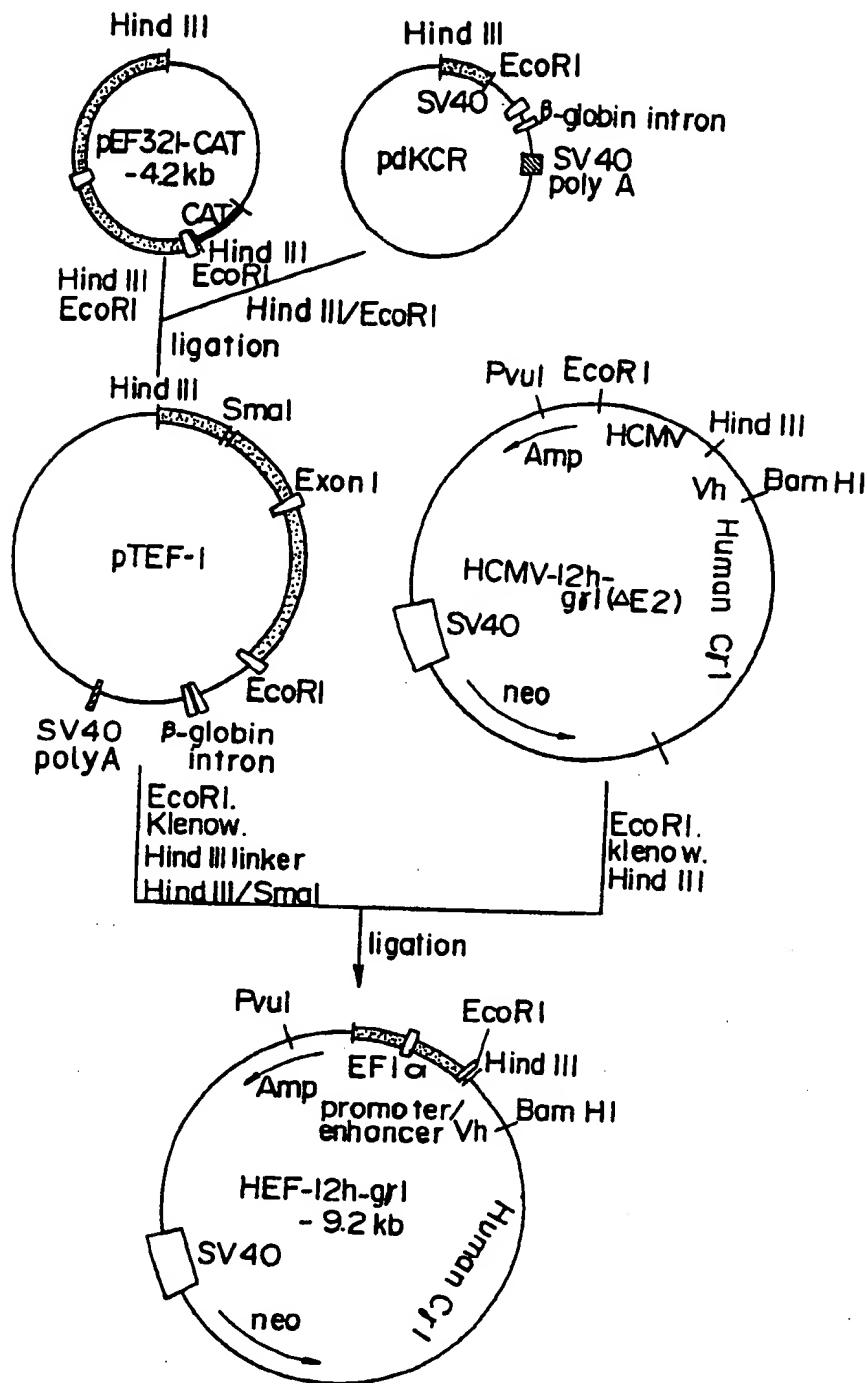 Hind III
pEF321-CAT
-4.2kb
CAT
Hind III
EcoRI
Hind III
EcoRI
SV40
β-globin intron
pdKCR
SV40
poly A
Hind III
EcoRI
Hind III/EcoRI
ligation
Hind III
SmaI
Exon I
pTEF-1
EcoRI
SV40
polyA
β-globin
intron
PvuI
EcoRI
HCMV
Hind III
Amp
Vh
Bam HI
HCMV-12h-
gγ1(ΔE2)
Human Cγ1
SV40
neo
EcoRI.
Klenow.
Hind III linker
Hind III/SmaI
EcoRI.
klenow.
Hind III
ligation
PvuI
EcoRI
EF1α
Hind III
Amp
promoter/
enhancer
Vh
Bam HI
HEF-12h-gγ1
- 9.2 kb
Human Cγ1
SV40
neo